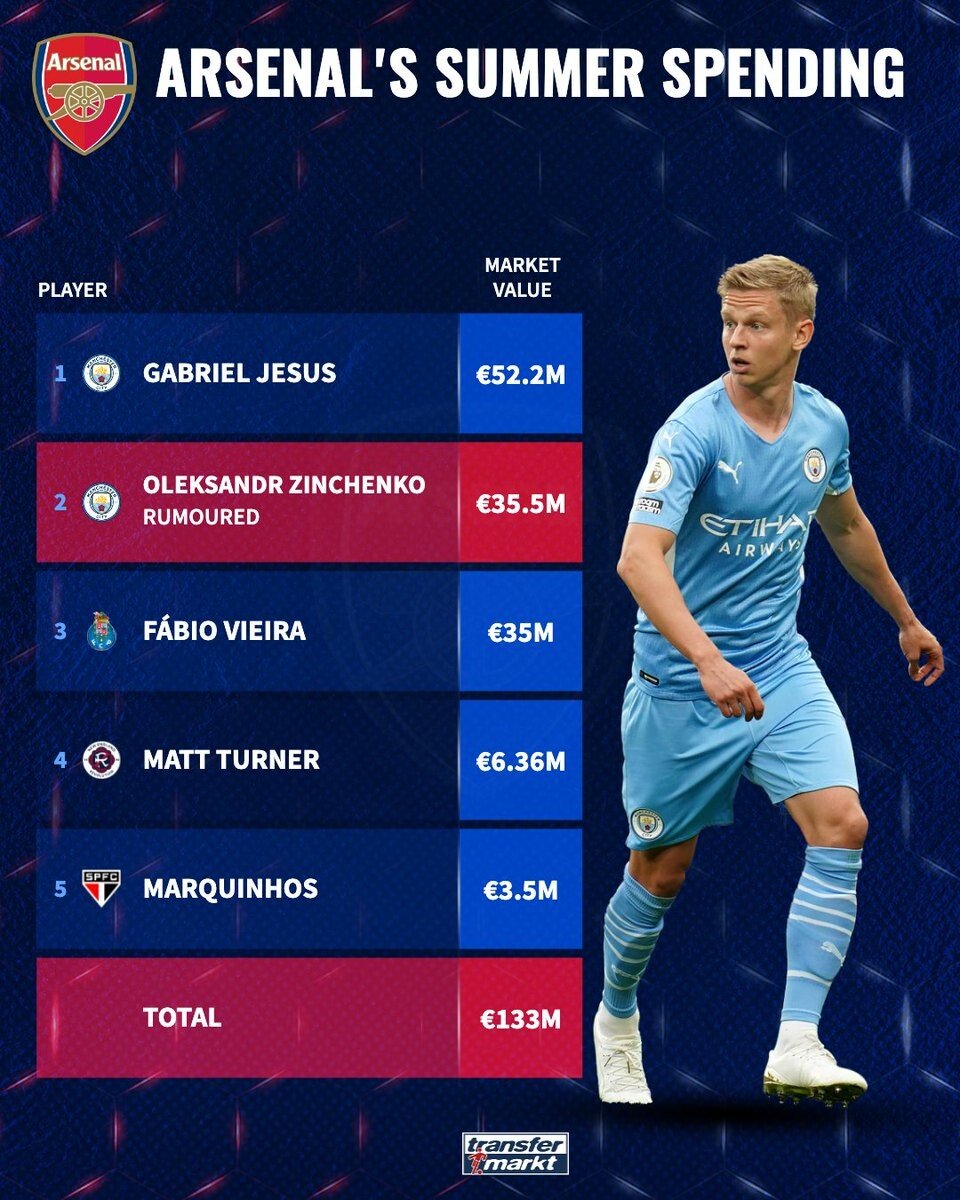 Arsenal
ARSENAL'S SUMMER SPENDING
PLAYER
MARKET
VALUE
1 GABRIEL JESUS €52.2M
2 OLEKSANDR ZINCHENKO
RUMOURED
€35.5M
3 FÁBIO VIEIRA €35M
4 MATT TURNER €6.36M
5 SPFC MARQUINHOS €3.5M
TOTAL €133M
ETIHAD
AIRWAYS
transfer
markt